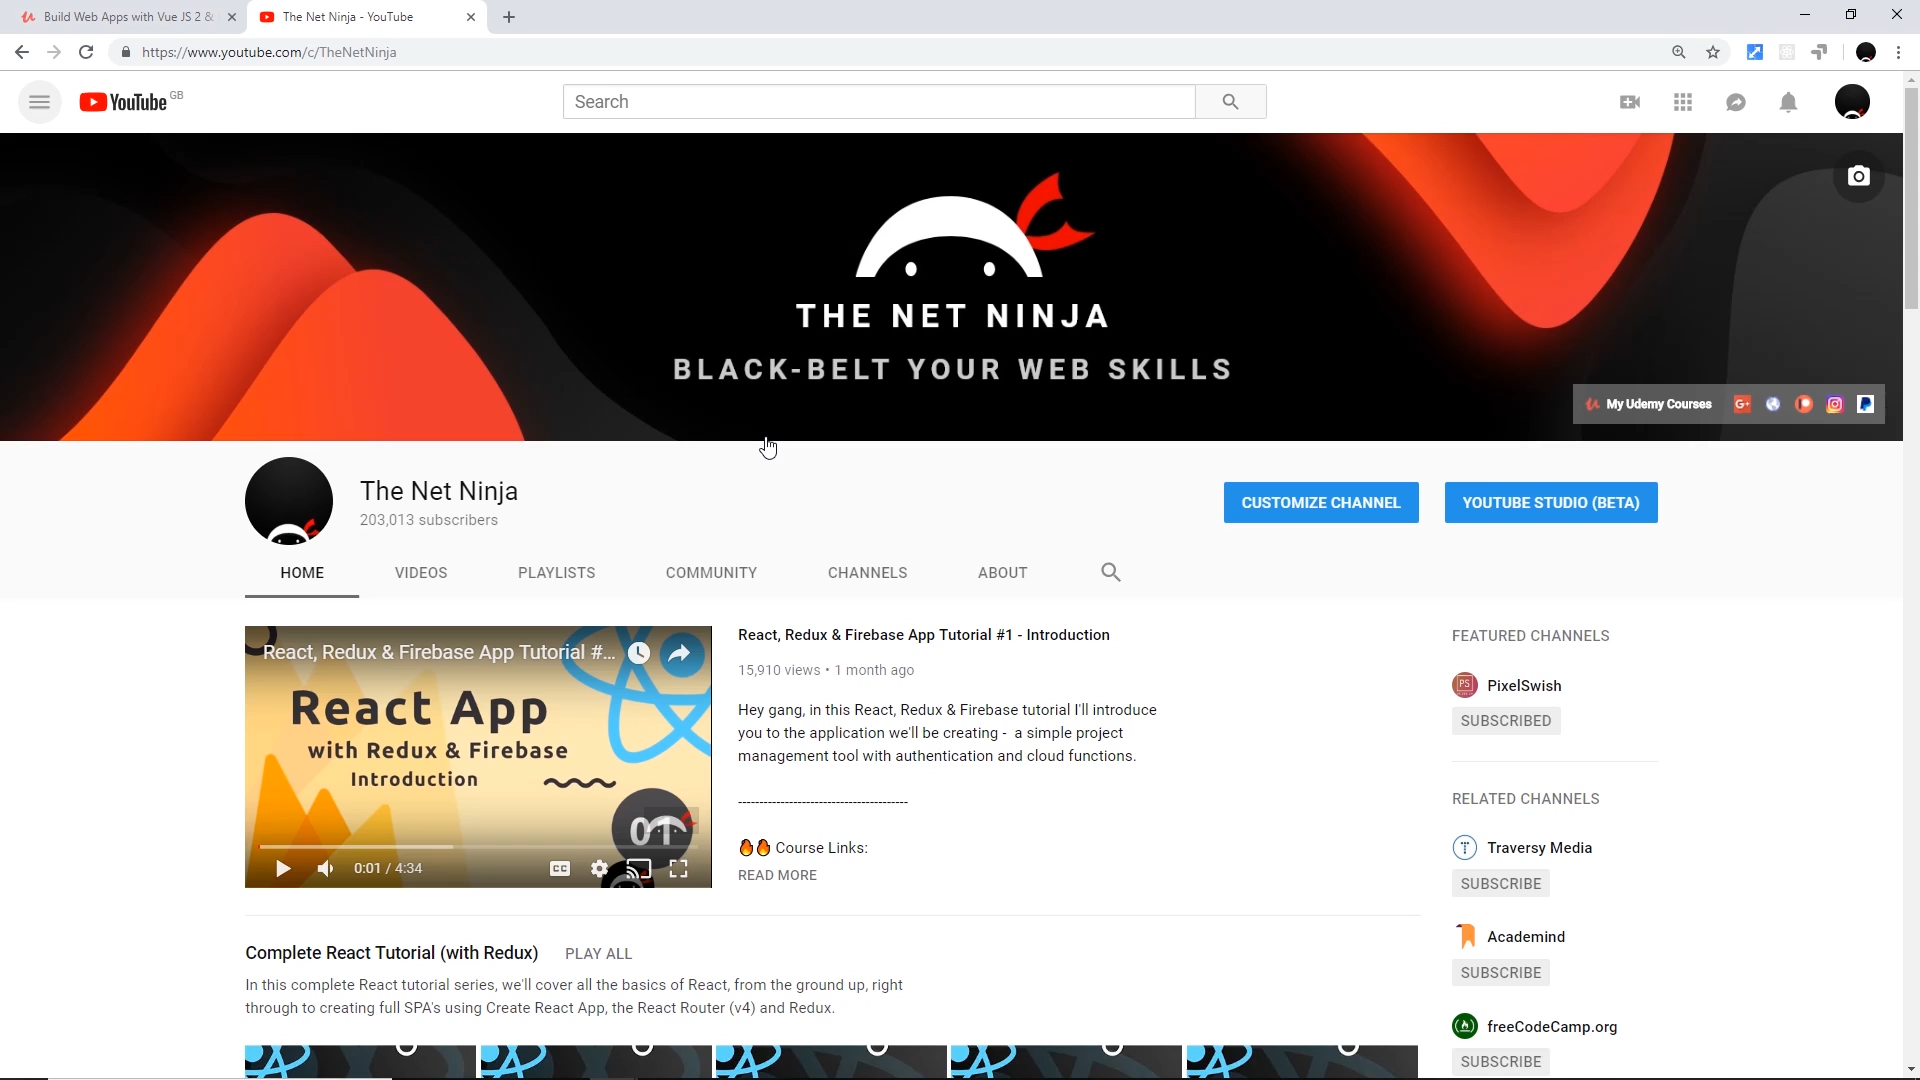 Build Web Apps with Vue JS 2 &
The Net Ninja - YouTube
https://www.youtube.com/c/TheNetNinja
YouTube GB
Search
THE NET NINJA
BLACK-BELT YOUR WEB SKILLS
My Udemy Courses
The Net Ninja
203,013 subscribers
CUSTOMIZE CHANNEL
YOUTUBE STUDIO (BETA)
HOME
VIDEOS
PLAYLISTS
COMMUNITY
CHANNELS
ABOUT
React, Redux & Firebase App Tutorial #...
React App
with Redux & Firebase
Introduction
01
0:01 / 4:34
CC
React, Redux & Firebase App Tutorial #1 - Introduction
15,910 views • 1 month ago
Hey gang, in this React, Redux & Firebase tutorial I'll introduce
you to the application we'll be creating - a simple project
management tool with authentication and cloud functions.
----------------------------------------
🔥🔥 Course Links:
READ MORE
FEATURED CHANNELS
PS
PixelSwish
SUBSCRIBED
RELATED CHANNELS
Traversy Media
SUBSCRIBE
Academind
SUBSCRIBE
freeCodeCamp.org
SUBSCRIBE
Complete React Tutorial (with Redux)
PLAY ALL
In this complete React tutorial series, we'll cover all the basics of React, from the ground up, right
through to creating full SPA's using Create React App, the React Router (v4) and Redux.